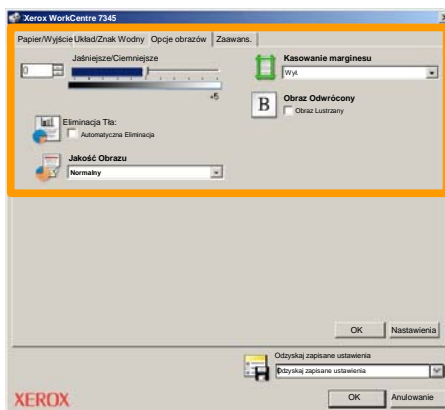 Xerox WorkCentre 7345
Papier/Wyjście Układ/Znak Wodny Opcje obrazów Zaawans.
Jaśniejsze/Ciemniejsze
0
+5
Eliminacja Tła:
Automatyczna Eliminacja
Jakość Obrazu
Normalny
Kasowanie marginesu
Wył.
B
Obraz Odwrócony
Obraz Lustrzany
OK Nastawienia
Odzyskaj zapisane ustawienia
Odzyskaj zapisane ustawienia
XEROX
OK Anulowanie